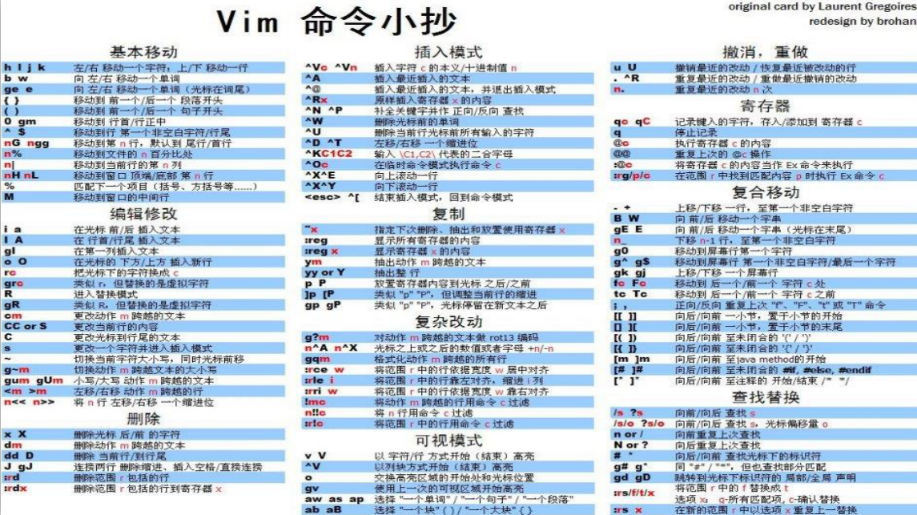 Vim 命令小抄
original card by Laurent Gregoires
redesign by brohan
基本移动
h l j k 左/右 移动一个字符，上/下 移动一行
b w 向 左/右 移动一个单词
ge e 向 左/右 移动一个单词（光标在词尾）
{ } 移动到 前一个/后一个 段落开头
( ) 移动到 前一个/后一个 句子开头
0 gm 移动到 行首/行正中
^ $ 移动到行 第一个非空白字符/行尾
nG ngg 移动到第 n 行，默认到 尾行/首行
n% 移动到文件的 n 百分比处
n| 移动到当前行的第 n 列
nH nL 移动到窗口 顶端/底部 第 n 行
% 匹配下一个项目（括号、方括号等……）
M 移动到窗口的中间行
编辑修改
i a 在光标 前/后 插入文本
I A 在 行首/行尾 插入文本
gI 在第一列插入文本
o O 在光标的 下方/上方 插入新行
rc 把光标下的字符换成 c
grc 类似 r，但替换的是虚拟字符
R 进入替换模式
gR 类似 R，但替换的是虚拟字符
cm 更改动作 m 跨越的文本
CC or S 更改当前行的内容
C 更改光标到行尾的文本
s 更改一个字符并进入插入模式
~ 切换当前字符大小写，同时光标前移
g~m 切换动作 m 跨越文本的大小写
gum gUm 小写/大写 动作 m 跨越的文本
<m >m 左移/右移 动作 m 跨越的行
n<< n>> 将 n 行 左移/右移 一个缩进位
删除
x X 删除光标 后/前 的字符
dm 删除动作 m 跨越的文本
dd D 删除 当前行/到行尾
J gJ 连接两行 删除缩进、插入空格/直接连接
:rd 删除范围 r 包括的行
:rdx 删除范围 r 包括的行到寄存器 x
插入模式
^Vc ^Vn 插入字符 c 的本义/十进制值 n
^A 插入最近插入的文本
^@ 插入最近插入的文本，并退出插入模式
^Rx 原样插入寄存器 x 的内容
^N ^P 补全关键字并作 正向/反向 查找
^W 删除光标前的单词
^U 删除当前行光标前所有输入的字符
^D ^T 左移/右移 一个缩进位
^KC1C2 插入 \C1,C2\ 代表的二合字母
^Oc 在临时命令模式执行命令 c
^X^E 向上滚动一行
^X^Y 向下滚动一行
<esc> ^[ 结束插入模式，回到命令模式
复制
"x 指定下次删除、抽出和放置使用寄存器 x
:reg 显示所有寄存器的内容
:reg x 显示寄存器 x 的内容
ym 抽出动作 m 跨越的文本
yy or Y 抽出整 行
p P 放置寄存器内容到光标 之后/之前
]p [P 类似 "p" "P"，但调整当前行的缩进
gp gP 类似 "p" "P"，光标停留在新文本之后
复杂改动
g?m 对动作 m 跨越的文本做 rot13 编码
n^A n^X 光标之上或之后的数值或者字母 +n/-n
gqm 格式化动作 m 跨越的所有行
:rce w 将范围 r 中的行依据宽度 w 居中对齐
:rle i 将范围 r 中的行靠左对齐，缩进 i 列
:rri w 将范围 r 中的行依据宽度 w 靠右对齐
!mc 将动作 m 跨越的行用命令 c 过滤
n!!c 将 n 行用命令 c 过滤
:r!c 将范围 r 中的行用命令 c 过滤
可视模式
v V 以 字符/行 方式开始（结束）高亮
^V 以列块方式开始（结束）高亮
o 交换高亮区域的开始处和光标位置
gv 使用上一次的可视区域开始高亮
aw as ap 选择 "一个单词" / "一个句子" / "一个段落"
ab aB 选择 "一个块" ( ) / "一个大块" { }
撤消，重做
u U 撤销最近的改动 / 恢复最近被改动的行
. ^R 重复最近的改动 / 重做最近撤销的改动
n. 重复最近的改动 n 次
寄存器
qc qC 记录键入的字符，存入/添加到 寄存器 c
q 停止记录
@c 执行寄存器 c 的内容
@@ 重复上次的 @c 操作
:@c 将寄存器 c 的内容当作 Ex 命令来执行
:rg/p/c 在范围 r 中找到内容 p 时执行 Ex 命令 c
复合移动
- + 上移/下移 一行，至第一个非空白字符
B W 向 前/后 移动一个字串
gE E 向 前/后 移动一个字串（光标在末尾）
n_ 下移 n-1 行，至第一个非空白字符
g0 移动到屏幕行第一个字符
g^ g$ 移动到屏幕行 第一个非空白字符/最后一个字符
gk gj 上移/下移 一个屏幕行
fc Fc 移动到 后一个/前一个 字符 c 处
tc Tc 移动到 后一个/前一个 字符 c 之前
; , 正向/反向 重复上次 "f"、"F"、"t" 或 "T" 命令
[[ ]] 向后/向前 一小节，置于小节的开始
[] ][ 向后/向前 一小节，置于小节的末尾
[( ]) 向后/向前 至未闭合的 '(' / ')'
[{ ]} 向后/向前 至未闭合的 '{' / '}'
[m ]m 向后/向前 至java method的开始
[# ]# 向后/向前 至未闭合的 #if, #else, #endif
[* ]* 向后/向前 至注释的 开始/结束 /* */
查找替换
/s ?s 向前/向后 查找 s
/s/o ?s/o 向前/向后 查找 s，光标偏移量 o
n or / 向前重复上次查找
N or ? 向后重复上次查找
# * 向后/向前 查找光标下的标识符
g# g* 同 "#" / "*"，但也查找部分匹配
gd gD 跳转到光标下标识符的 局部/全局 声明
:rs/f/t/x 将范围 r 中的 f 替换成 t
选项 x：g-所有匹配项, c-确认替换
:rs x 在新的范围 r 中以选项 x 重复上一替换